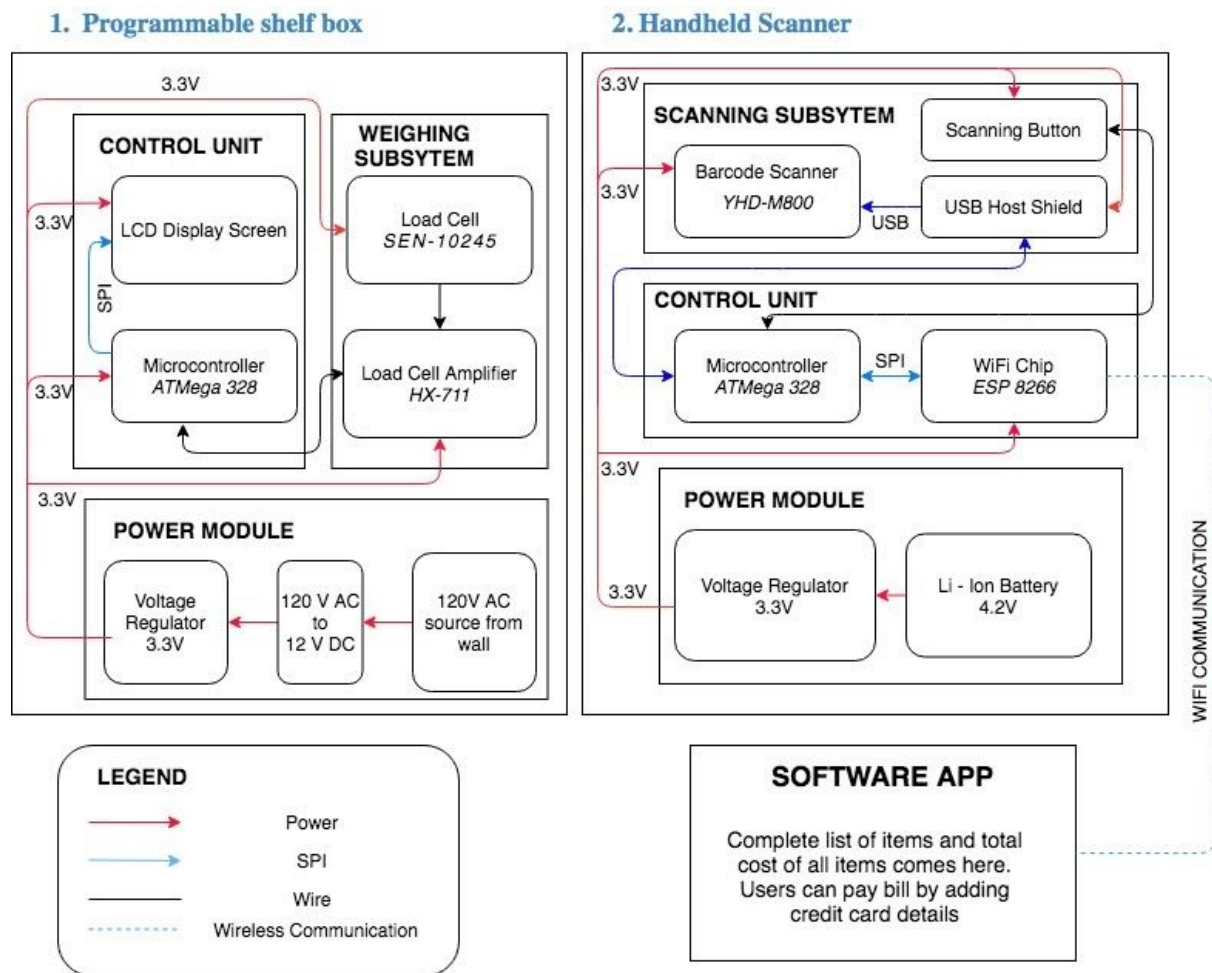 1. Programmable shelf box
3.3V
CONTROL UNIT
WEIGHING
SUBSYTEM
LCD Display Screen
3.3V
Load Cell
SEN-10245
SPI
Microcontroller
ATMega 328
3.3V
Load Cell Amplifier
HX-711
3.3V
POWER MODULE
Voltage
Regulator
3.3V
120 V AC
to
12 V DC
120V AC
source from
wall
2. Handheld Scanner
3.3V
SCANNING SUBSYTEM
Scanning Button
Barcode Scanner
YHD-M800
3.3V
USB
USB Host Shield
CONTROL UNIT
Microcontroller
ATMega 328
SPI
WiFi Chip
ESP 8266
3.3V
POWER MODULE
Voltage Regulator
3.3V
Li - Ion Battery
4.2V
3.3V
WIFI COMMUNICATION
LEGEND
Power
SPI
Wire
Wireless Communication
SOFTWARE APP
Complete list of items and total
cost of all items comes here.
Users can pay bill by adding
credit card details